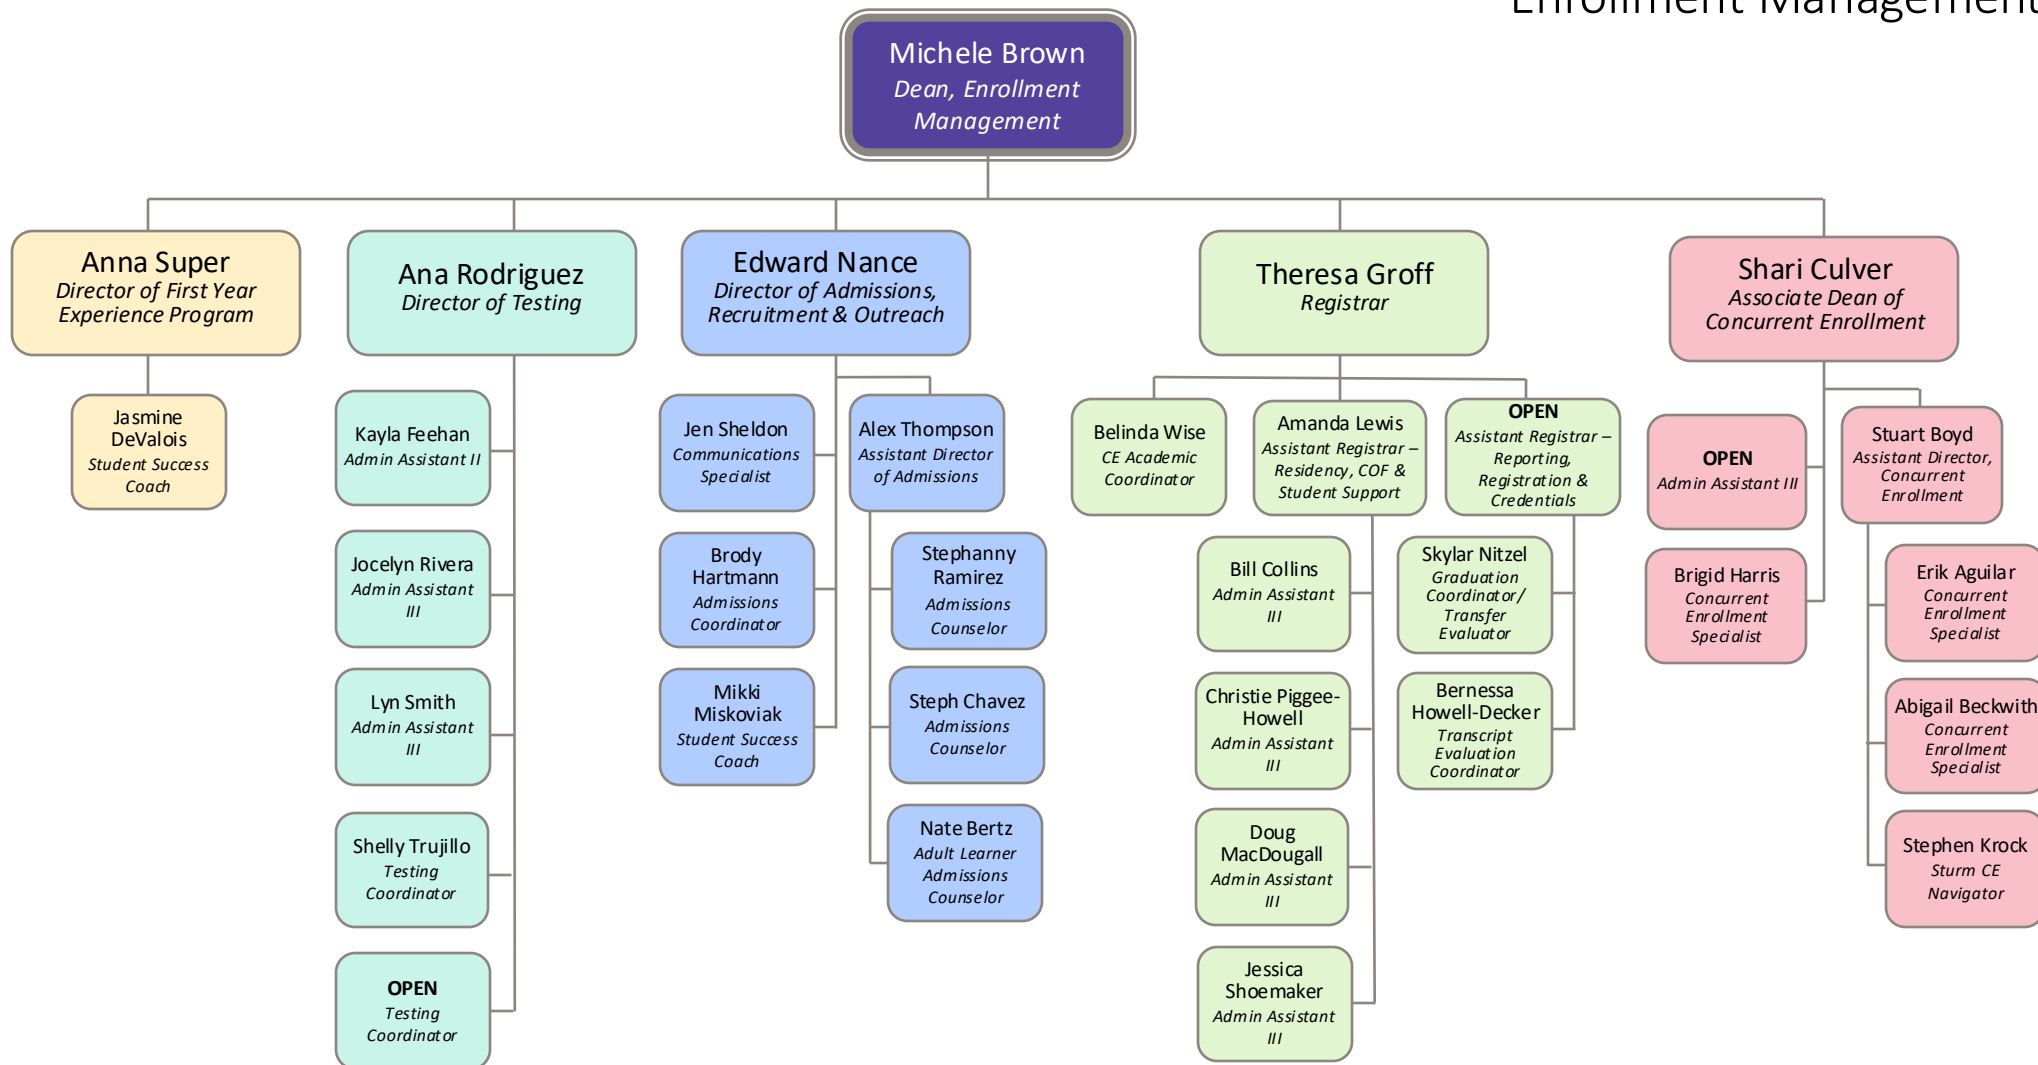 Enrollment Management
Michele Brown
Dean, Enrollment
Management
Anna Super
Director of First Year
Experience Program
Jasmine
DeValois
Student Success
Coach
Ana Rodriguez
Director of Testing
Kayla Feehan
Admin Assistant II
Jocelyn Rivera
Admin Assistant
III
Lyn Smith
Admin Assistant
III
Shelly Trujillo
Testing
Coordinator
OPEN
Testing
Coordinator
Edward Nance
Director of Admissions,
Recruitment & Outreach
Jen Sheldon
Communications
Specialist
Brody
Hartmann
Admissions
Coordinator
Mikki
Miskoviak
Student Success
Coach
Alex Thompson
Assistant Director
of Admissions
Stephanny
Ramirez
Admissions
Counselor
Steph Chavez
Admissions
Counselor
Nate Bertz
Adult Learner
Admissions
Counselor
Theresa Groff
Registrar
Belinda Wise
CE Academic
Coordinator
Amanda Lewis
Assistant Registrar –
Residency, COF &
Student Support
Bill Collins
Admin Assistant
III
Christie Piggee-
Howell
Admin Assistant
III
Doug
MacDougall
Admin Assistant
III
Jessica
Shoemaker
Admin Assistant
III
OPEN
Assistant Registrar –
Reporting,
Registration &
Credentials
Skylar Nitzel
Graduation
Coordinator/
Transfer
Evaluator
Bernessa
Howell-Decker
Transcript
Evaluation
Coordinator
Shari Culver
Associate Dean of
Concurrent Enrollment
OPEN
Admin Assistant III
Brigid Harris
Concurrent
Enrollment
Specialist
Stuart Boyd
Assistant Director,
Concurrent
Enrollment
Erik Aguilar
Concurrent
Enrollment
Specialist
Abigail Beckwith
Concurrent
Enrollment
Specialist
Stephen Krock
Sturm CE
Navigator